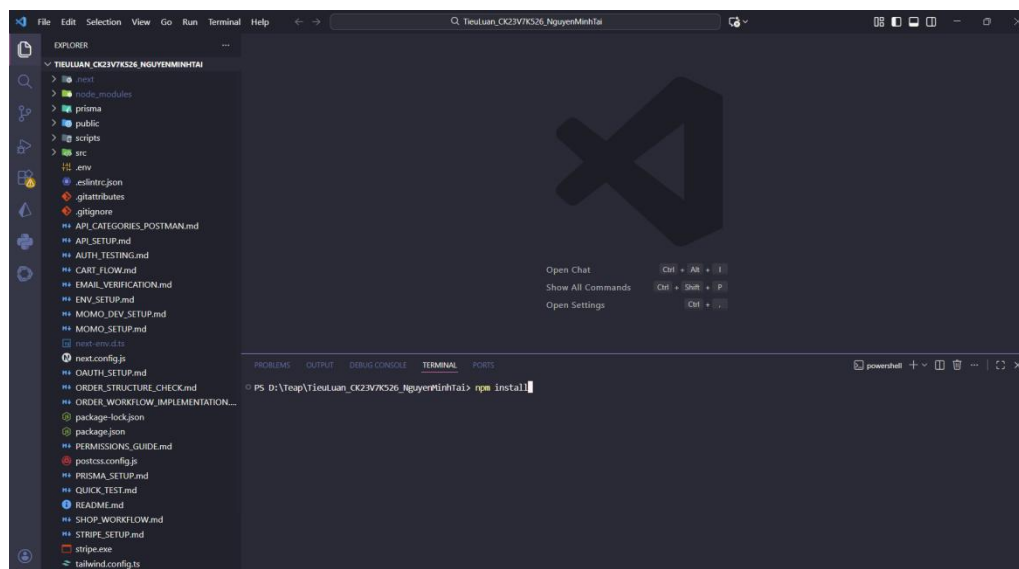 File Edit Selection View Go Run Terminal Help
TieuLuan_CK23V7K526_NguyenMinhTai
EXPLORER
TIEULUAN_CK23V7K526_NGUYENMINHTAI
.next
node_modules
prisma
public
scripts
src
.env
.eslintrc.json
.gitattributes
.gitignore
API_CATEGORIES_POSTMAN.md
API_SETUP.md
AUTH_TESTING.md
CART_FLOW.md
EMAIL_VERIFICATION.md
ENV_SETUP.md
MOMO_DEV_SETUP.md
MOMO_SETUP.md
next-env.d.ts
next.config.js
OAUTH_SETUP.md
ORDER_STRUCTURE_CHECK.md
ORDER_WORKFLOW_IMPLEMENTATION....
package-lock.json
package.json
PERMISSIONS_GUIDE.md
postcss.config.js
PRISMA_SETUP.md
QUICK_TEST.md
README.md
SHOP_WORKFLOW.md
STRIPE_SETUP.md
stripe.exe
tailwind.config.ts
Open Chat Ctrl + Alt + I
Show All Commands Ctrl + Shift + P
Open Settings Ctrl + ,
PROBLEMS OUTPUT DEBUG CONSOLE TERMINAL PORTS
powershell
PS D:\Teap\TieuLuan_CK23V7K526_NguyenMinhTai> npm install